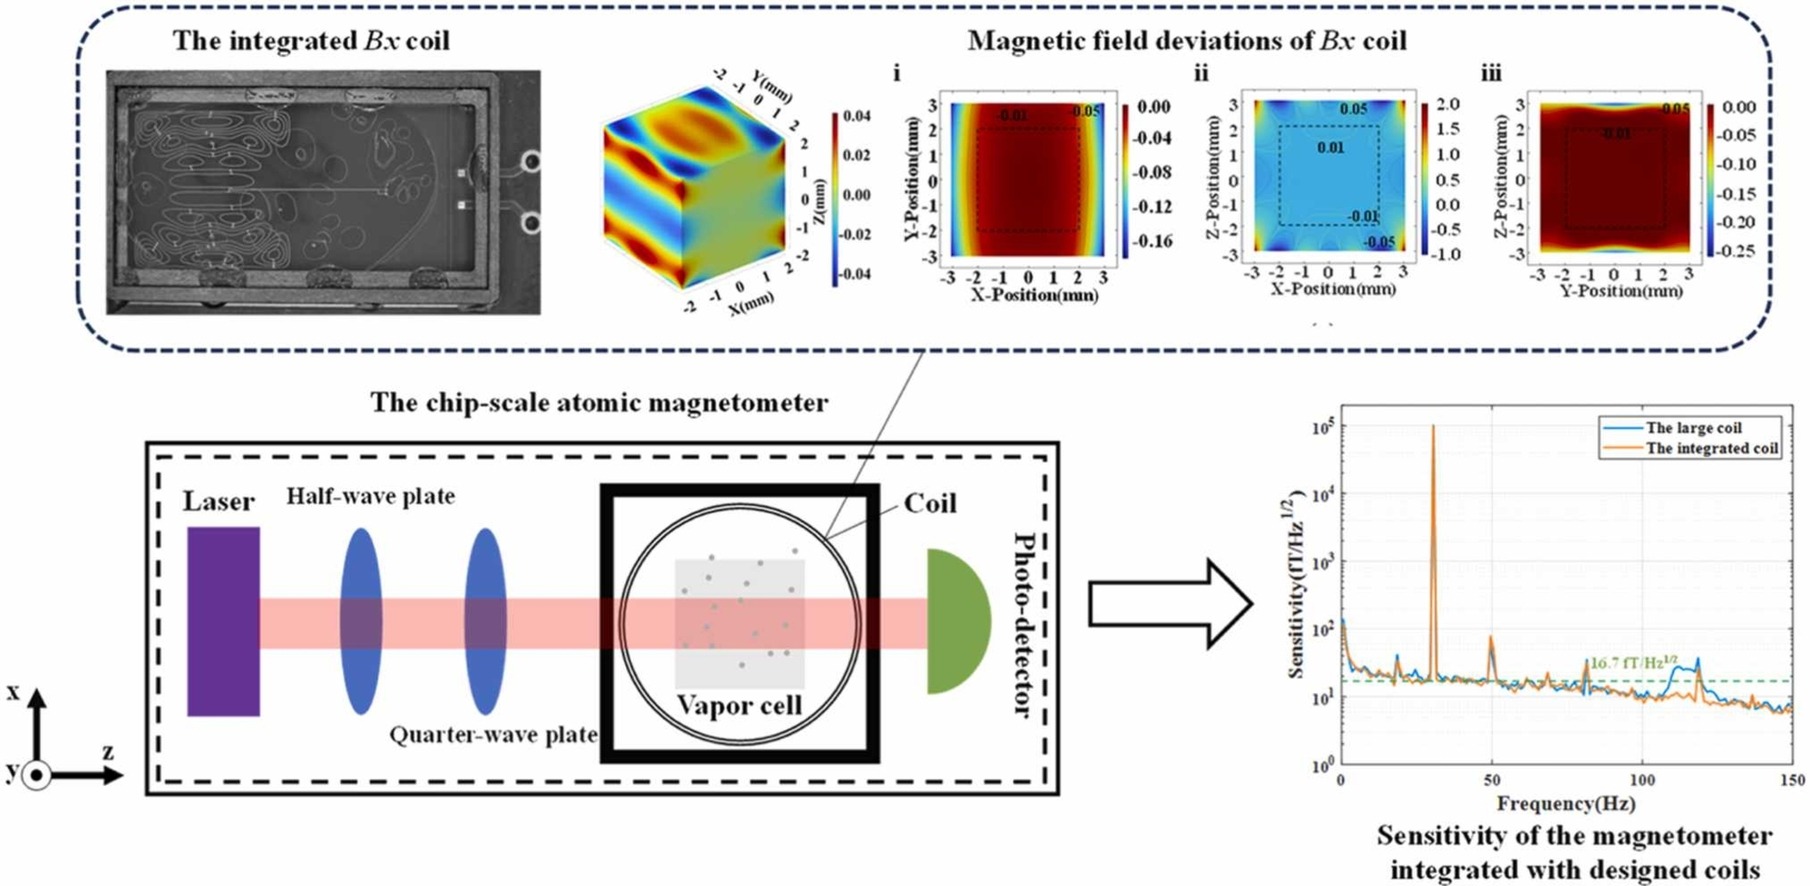 The integrated Bx coil
Magnetic field deviations of Bx coil
-2 -1 0 1 2
Y(mm)
2
1
0
-1
-2
Z(mm)
-2 -1 0 1 2
X(mm)
0.04
0.02
0.00
-0.02
-0.04
i
3
2
1
0
-1
-2
-3
Y-Position(mm)
-0.01
-0.05
-3 -2 -1 0 1 2 3
X-Position(mm)
0.00
-0.04
-0.08
-0.12
-0.16
ii
3
2
1
0
-1
-2
-3
Z-Position(mm)
0.05
0.01
-0.01
-0.05
-3 -2 -1 0 1 2 3
X-Position(mm)
2.0
1.5
1.0
0.5
0.0
-0.5
-1.0
iii
3
2
1
0
-1
-2
-3
Z-Position(mm)
0.05
-0.01
-3 -2 -1 0 1 2 3
Y-Position(mm)
0.00
-0.05
-0.10
-0.15
-0.20
-0.25
The chip-scale atomic magnetometer
Laser
Half-wave plate
Quarter-wave plate
Vapor cell
Coil
Photo-detector
x
y
z
Sensitivity(fT/Hz^1/2)
10^5
10^4
10^3
10^2
10^1
10^0
The large coil
The integrated coil
16.7 fT/Hz^1/2
0 50 100 150
Frequency(Hz)
Sensitivity of the magnetometer
integrated with designed coils